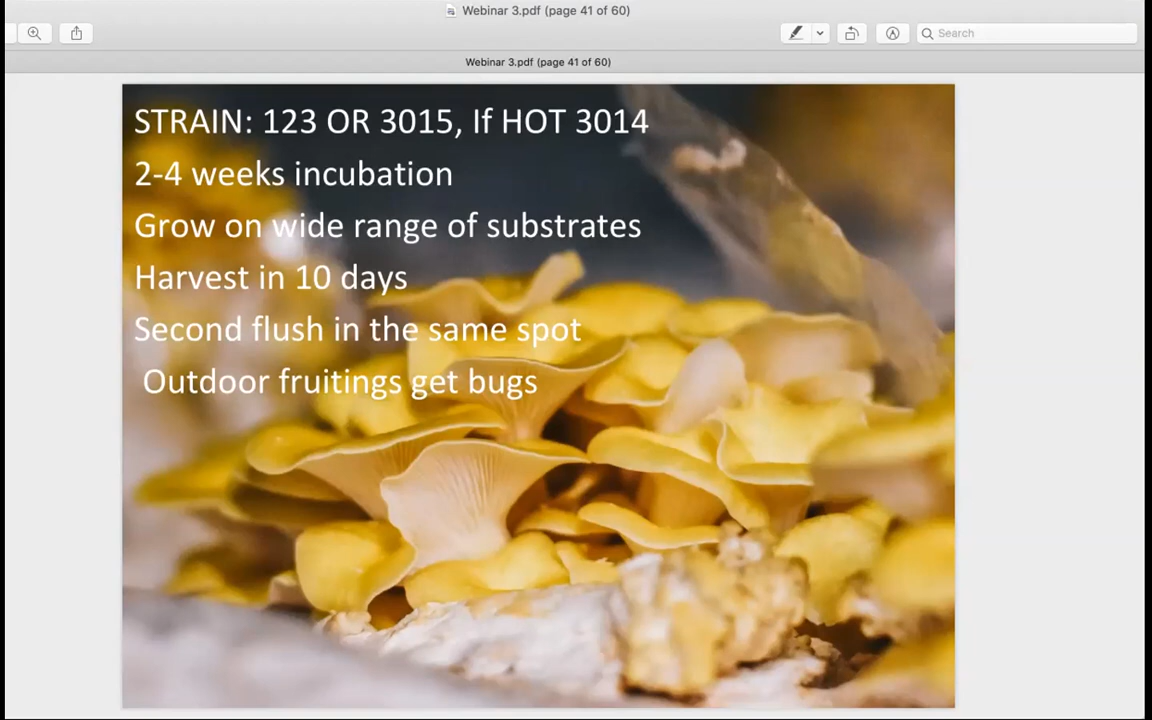 Webinar 3.pdf (page 41 of 60)
Search
Webinar 3.pdf (page 41 of 60)
STRAIN: 123 OR 3015, If HOT 3014
2-4 weeks incubation
Grow on wide range of substrates
Harvest in 10 days
Second flush in the same spot
Outdoor fruitings get bugs